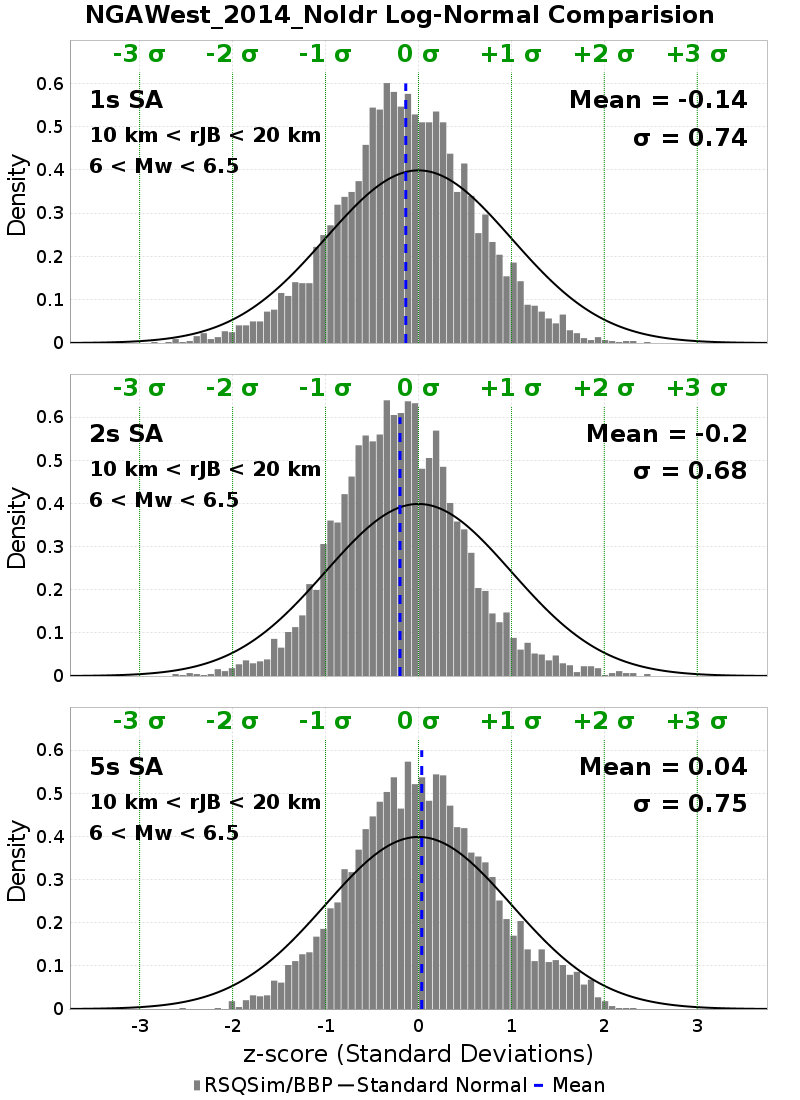 NGAWest_2014_NoIdr Log-Normal Comparision
-3 σ -2 σ -1 σ 0 σ +1 σ +2 σ +3 σ
1s SA
Mean = -0.14
10 km < rJB < 20 km
σ = 0.74
6 < Mw < 6.5
Density
0.6
0.5
0.4
0.3
0.2
0.1
0
-3 σ -2 σ -1 σ 0 σ +1 σ +2 σ +3 σ
2s SA
Mean = -0.2
10 km < rJB < 20 km
σ = 0.68
6 < Mw < 6.5
Density
0.6
0.5
0.4
0.3
0.2
0.1
0
-3 σ -2 σ -1 σ 0 σ +1 σ +2 σ +3 σ
5s SA
Mean = 0.04
10 km < rJB < 20 km
σ = 0.75
6 < Mw < 6.5
Density
0.6
0.5
0.4
0.3
0.2
0.1
0
-3 -2 -1 0 1 2 3
z-score (Standard Deviations)
RSQSim/BBP Standard Normal Mean